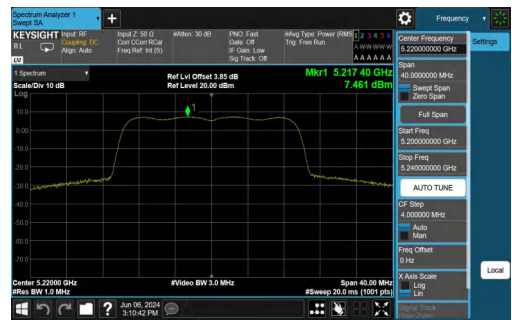 Spectrum Analyzer 1
Swept SA
Frequency
KEYSIGHT
R L
LV
Input: RF
Coupling: DC
Align: Auto
Input Z: 50 Ω
Corr CCorr RCal
Freq Ref: Int (S)
#Atten: 30 dB
PNO: Fast
Gate: Off
IF Gain: Low
Sig Track: Off
#Avg Type: Power (RMS
Trig: Free Run
1 2 3 4 5 6
A W W W W W
A A A A A A
1 Spectrum
Scale/Div 10 dB
Log
Ref Lvl Offset 3.85 dB
Ref Level 20.00 dBm
Mkr1 5.217 40 GHz
7.461 dBm
1
10.0
0.00
-10.0
-20.0
-30.0
-40.0
-50.0
-60.0
-70.0
Center 5.22000 GHz
#Res BW 1.0 MHz
#Video BW 3.0 MHz
Span 40.00 MHz
#Sweep 20.0 ms (1001 pts)
Center Frequency
5.220000000 GHz
Span
40.0000000 MHz
Swept Span
Zero Span
Full Span
Start Freq
5.200000000 GHz
Stop Freq
5.240000000 GHz
AUTO TUNE
CF Step
4.000000 MHz
Auto
Man
Freq Offset
0 Hz
X Axis Scale
Log
Lin
Signal Track
Settings
Local
Jun 06, 2024
3:10:42 PM